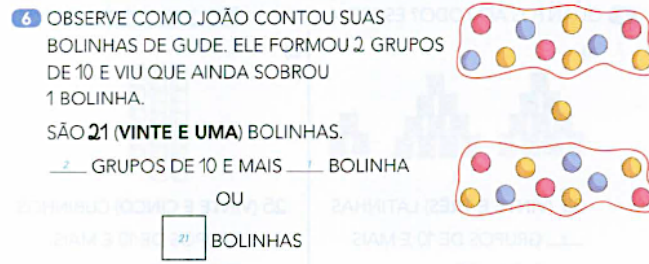 6 OBSERVE COMO JOÃO CONTOU SUAS
BOLINHAS DE GUDE. ELE FORMOU 2 GRUPOS
DE 10 E VIU QUE AINDA SOBROU
1 BOLINHA.
SÃO 21 (VINTE E UMA) BOLINHAS.
2 GRUPOS DE 10 E MAIS 1 BOLINHA
OU
21 BOLINHAS